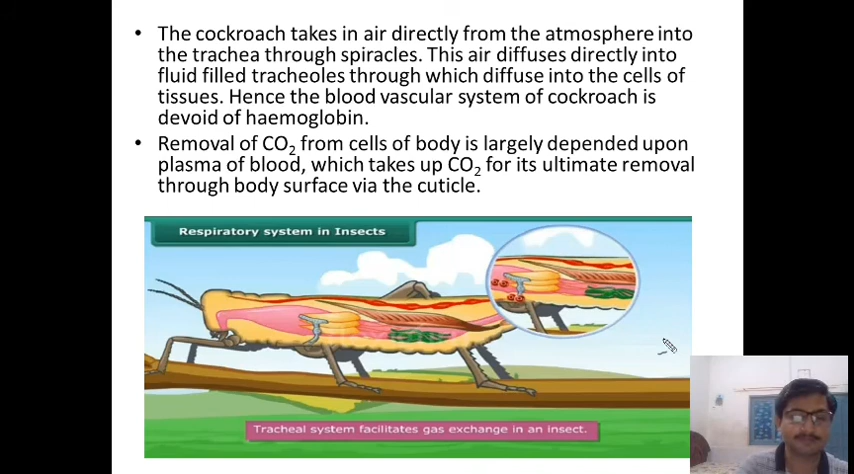 • The cockroach takes in air directly from the atmosphere into
the trachea through spiracles. This air diffuses directly into
fluid filled tracheoles through which diffuse into the cells of
tissues. Hence the blood vascular system of cockroach is
devoid of haemoglobin.
• Removal of CO₂ from cells of body is largely depended upon
plasma of blood, which takes up CO₂ for its ultimate removal
through body surface via the cuticle.
Respiratory system in Insects
Tracheal system facilitates gas exchange in an insect.